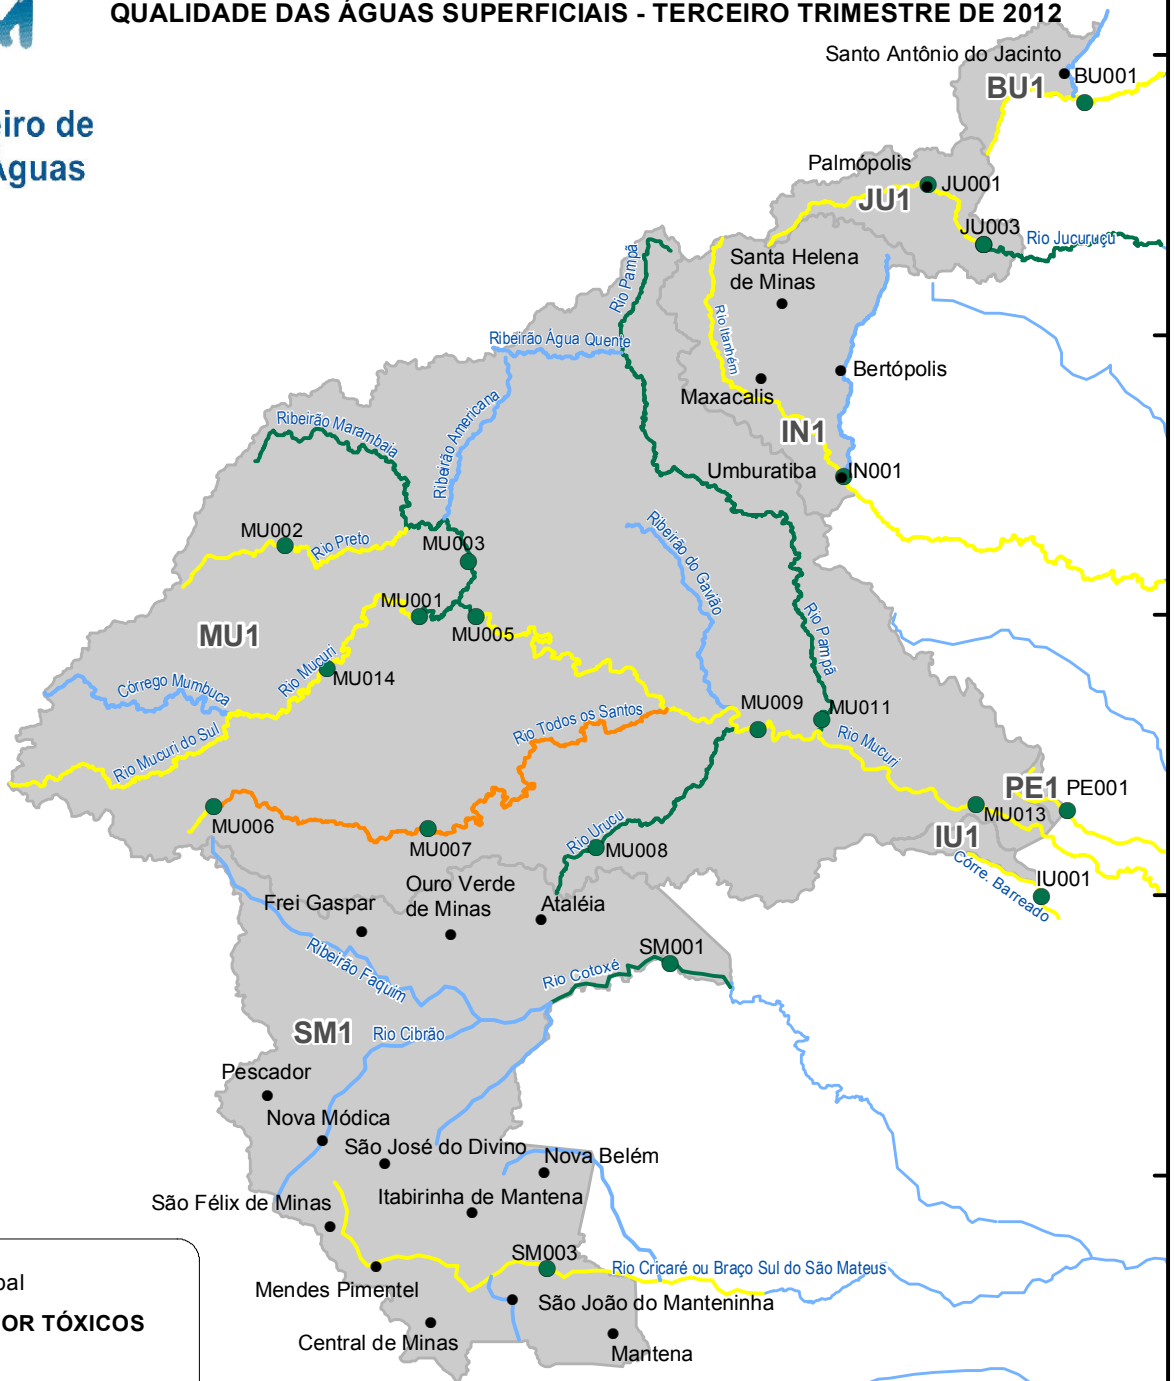 QUALIDADE DAS ÁGUAS SUPERFICIAIS - TERCEIRO TRIMESTRE DE 2012
eiro de
Águas
Santo Antônio do Jacinto
BU001
BU1
Palmópolis
JU001
JU1
JU003
Rio Jucuruçu
Santa Helena
de Minas
Rio Pampã
Rio Itanhém
Ribeirão Água Quente
Bertópolis
Maxacalis
Ribeirão Americana
Ribeirão Marambaia
IN1
Umburatiba
IN001
MU002
Rio Preto
MU003
Ribeirão do Gavião
MU001
MU005
MU1
Rio Pampã
Rio Mucuri
MU014
Córrego Mumbuca
Rio Mucuri do Sul
Rio Todos os Santos
MU009
MU011
Rio Mucuri
PE1
PE001
MU013
MU006
MU007
Rio Urucu
MU008
IU1
Córre. Barreado
IU001
Ouro Verde
de Minas
Frei Gaspar
Ataléia
SM001
Ribeirão Faquim
Rio Cotoxé
SM1
Rio Cibrão
Pescador
Nova Módica
São José do Divino
Nova Belém
São Félix de Minas
Itabirinha de Mantena
SM003
Rio Cricaré ou Braço Sul do São Mateus
Mendes Pimentel
São João do Manteninha
Central de Minas
Mantena
pal
OR TÓXICOS